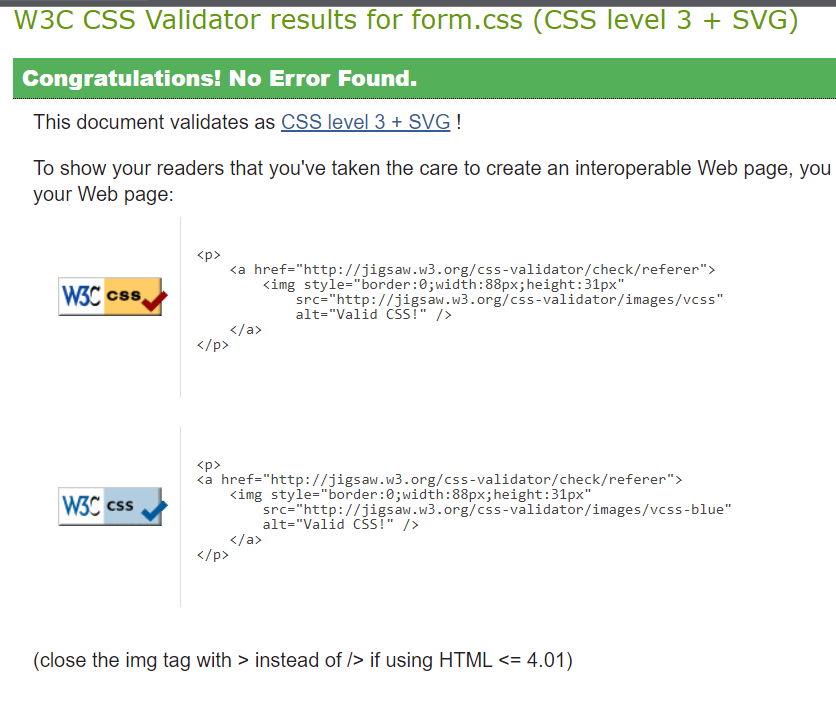 W3C CSS Validator results for form.css (CSS level 3 + SVG)
Congratulations! No Error Found.
This document validates as CSS level 3 + SVG !
To show your readers that you've taken the care to create an interoperable Web page, you
your Web page:
<p>
<a href="http://jigsaw.w3.org/css-validator/check/referer">
<img style="border:0;width:88px;height:31px"
src="http://jigsaw.w3.org/css-validator/images/vcss"
alt="Valid CSS!" />
</a>
</p>
W3C css
<p>
<a href="http://jigsaw.w3.org/css-validator/check/referer">
<img style="border:0;width:88px;height:31px"
src="http://jigsaw.w3.org/css-validator/images/vcss-blue"
alt="Valid CSS!" />
</a>
</p>
W3C css
(close the img tag with > instead of /> if using HTML <= 4.01)